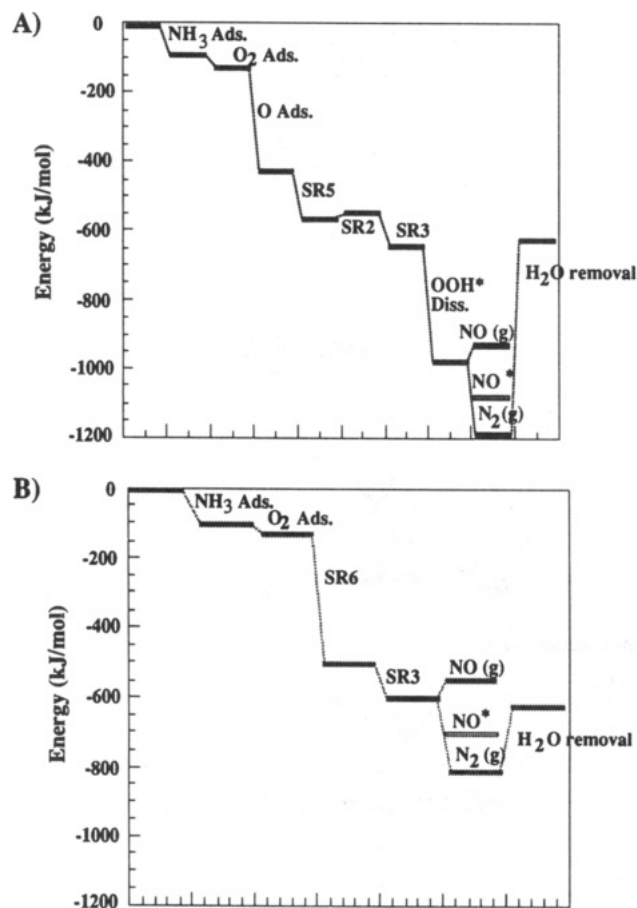 A)
0
-200
-400
-600
-800
-1000
-1200
Energy (kJ/mol)
NH3 Ads.
O2 Ads.
O Ads.
SR5
SR2
SR3
OOH*
Diss.
NO (g)
NO *
N2 (g)
H2O removal
B)
0
-200
-400
-600
-800
-1000
-1200
Energy (kJ/mol)
NH3 Ads.
O2 Ads.
SR6
SR3
NO (g)
NO*
N2 (g)
H2O removal